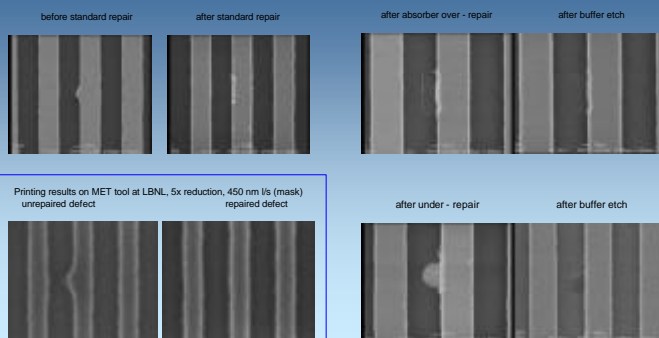 before standard repair
after standard repair
after absorber over - repair
after buffer etch
Printing results on MET tool at LBNL, 5x reduction, 450 nm l/s (mask)
unrepaired defect
repaired defect
after under - repair
after buffer etch